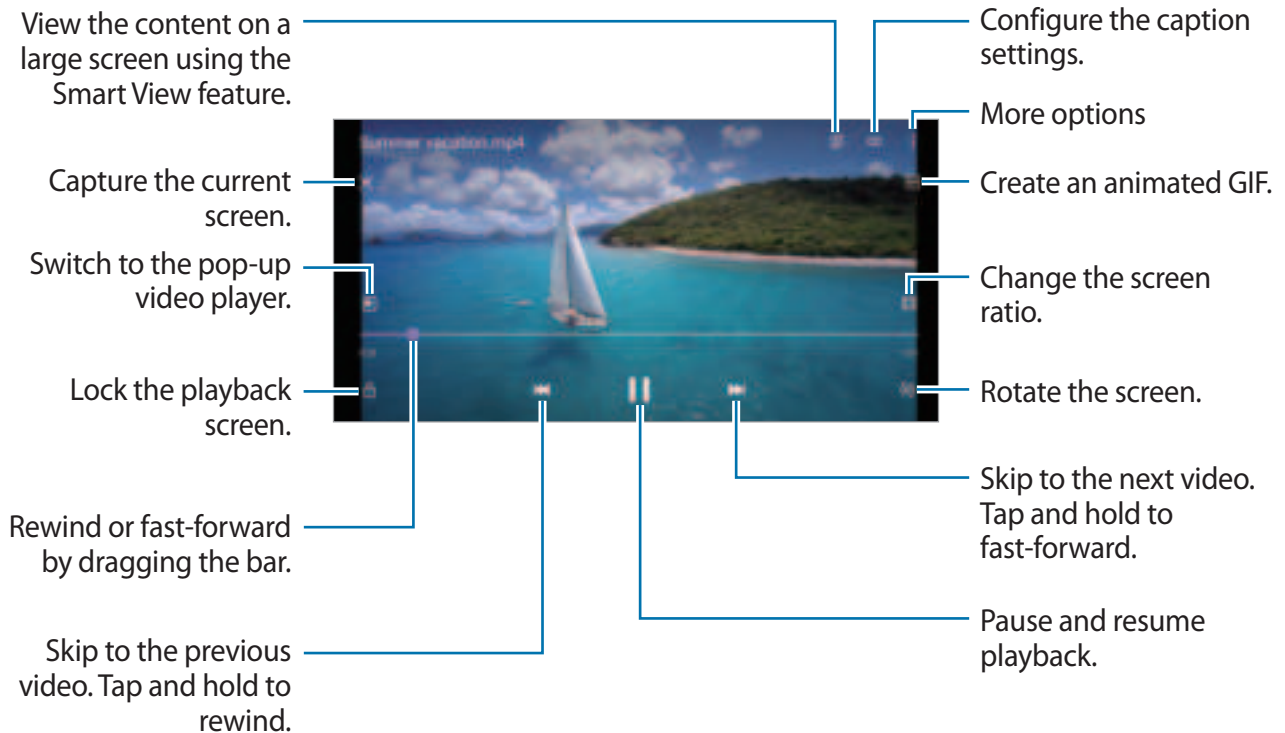 View the content on a
large screen using the
Smart View feature.
Configure the caption
settings.
More options
Summer vacation.mp4
Capture the current
screen.
Create an animated GIF.
Switch to the pop-up
video player.
Change the screen
ratio.
Lock the playback
screen.
Rotate the screen.
Rewind or fast-forward
by dragging the bar.
Skip to the next video.
Tap and hold to
fast-forward.
Skip to the previous
video. Tap and hold to
rewind.
Pause and resume
playback.